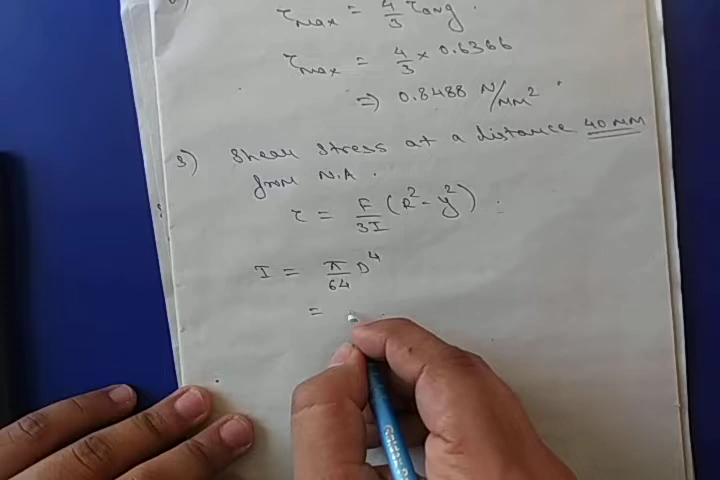 τmax = 4/3 τavg.
τmax = 4/3 × 0.6366
⇒ 0.8488 N/MM²
3) Shear stress at a distance 40 MM
from N.A.
τ = F/3I (R² - y²).
I = π/64 D⁴
=